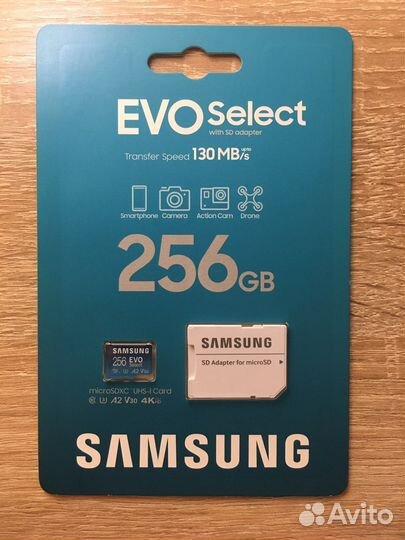 EVO Select
with SD adapter
Transfer Speed up to 130 MB/s
Smartphone Camera Action Cam Drone
256GB
SAMSUNG
256 EVO
Select
SAMSUNG
SD Adapter for microSD
microSDXC UHS-I Card
A2 V30 4K
SAMSUNG
Avito